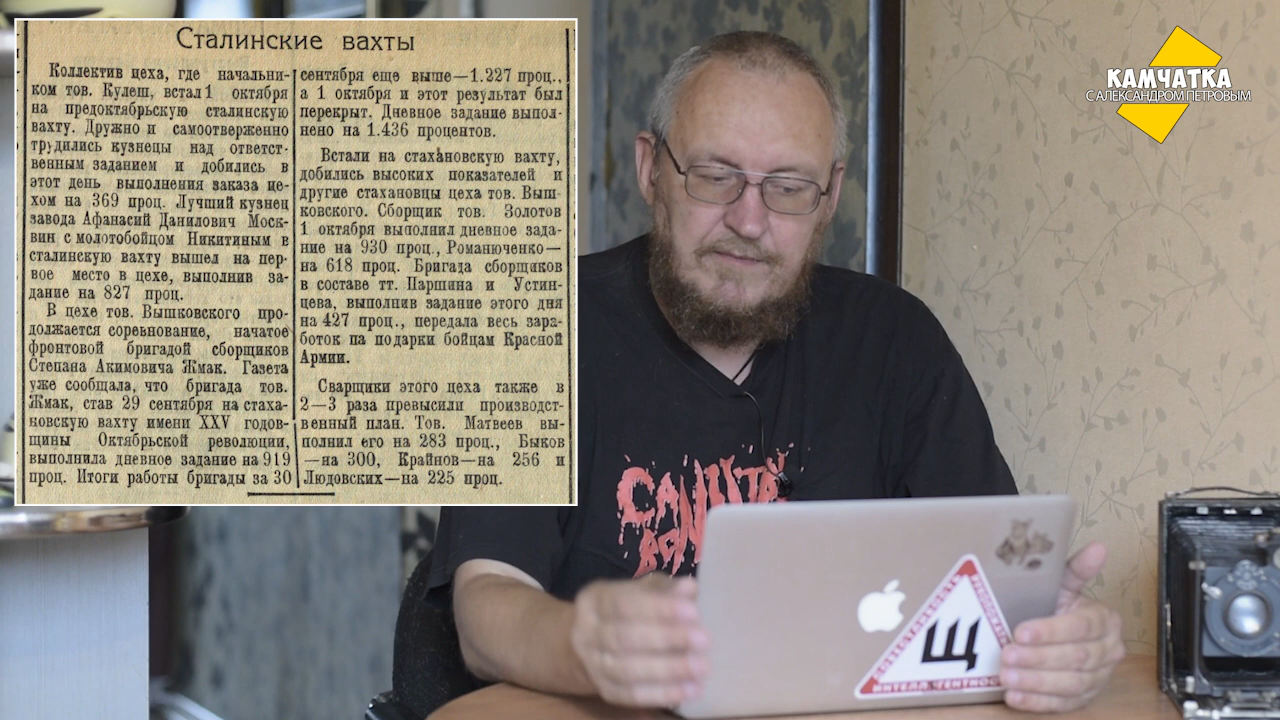 Сталинские вахты
Коллектив цеха, где начальни-
ком тов. Кулеш, встал 1 октября
на предоктябрьскую сталинскую
вахту. Дружно и самоотверженно
трудились кузнецы над ответст-
венным заданием и добились в
этот день выполнения заказа це-
хом на 369 проц. Лучший кузнец
завода Афанасий Данилович Моск-
вин с молотобойцом Никитиным в
сталинскую вахту вышел на пер-
вое место в цехе, выполнив за-
дание на 827 проц.
В цехе тов. Вышковского про-
должается соревнование, начатое
фронтовой бригадой сборщиков
Степана Акимовича Жмак. Газета
уже сообщала, что бригада тов.
Жмак, став 29 сентября на стаха-
новскую вахту имени XXV годов-
щины Октябрьской революции,
выполнила дневное задание на 919
проц. Итоги работы бригады за 30
сентября еще выше—1.227 проц.,
а 1 октября и этот результат был
перекрыт. Дневное задание выпол-
нено на 1.436 процентов.
Встали на стахановскую вахту,
добились высоких показателей и
другие стахановцы цеха тов. Выш-
ковского. Сборщик тов. Золотов
1 октября выполнил дневное зада-
ние на 930 проц., Романюченко—
на 618 проц. Бригада сборщиков
в составе тт. Паршина и Устин-
цева, выполнив задание этого дня
на 427 проц., передала весь зара-
боток на подарки бойцам Красной
Армии.
Сварщики этого цеха также в
2—3 раза превысили производст-
венный план. Тов. Матвеев вы-
полнил его на 283 проц., Быков
—на 300, Крайнов—на 256 и
Людовских—на 225 проц.
КАМЧАТКА
С АЛЕКСАНДРОМ ПЕТРОВЫМ
Щ